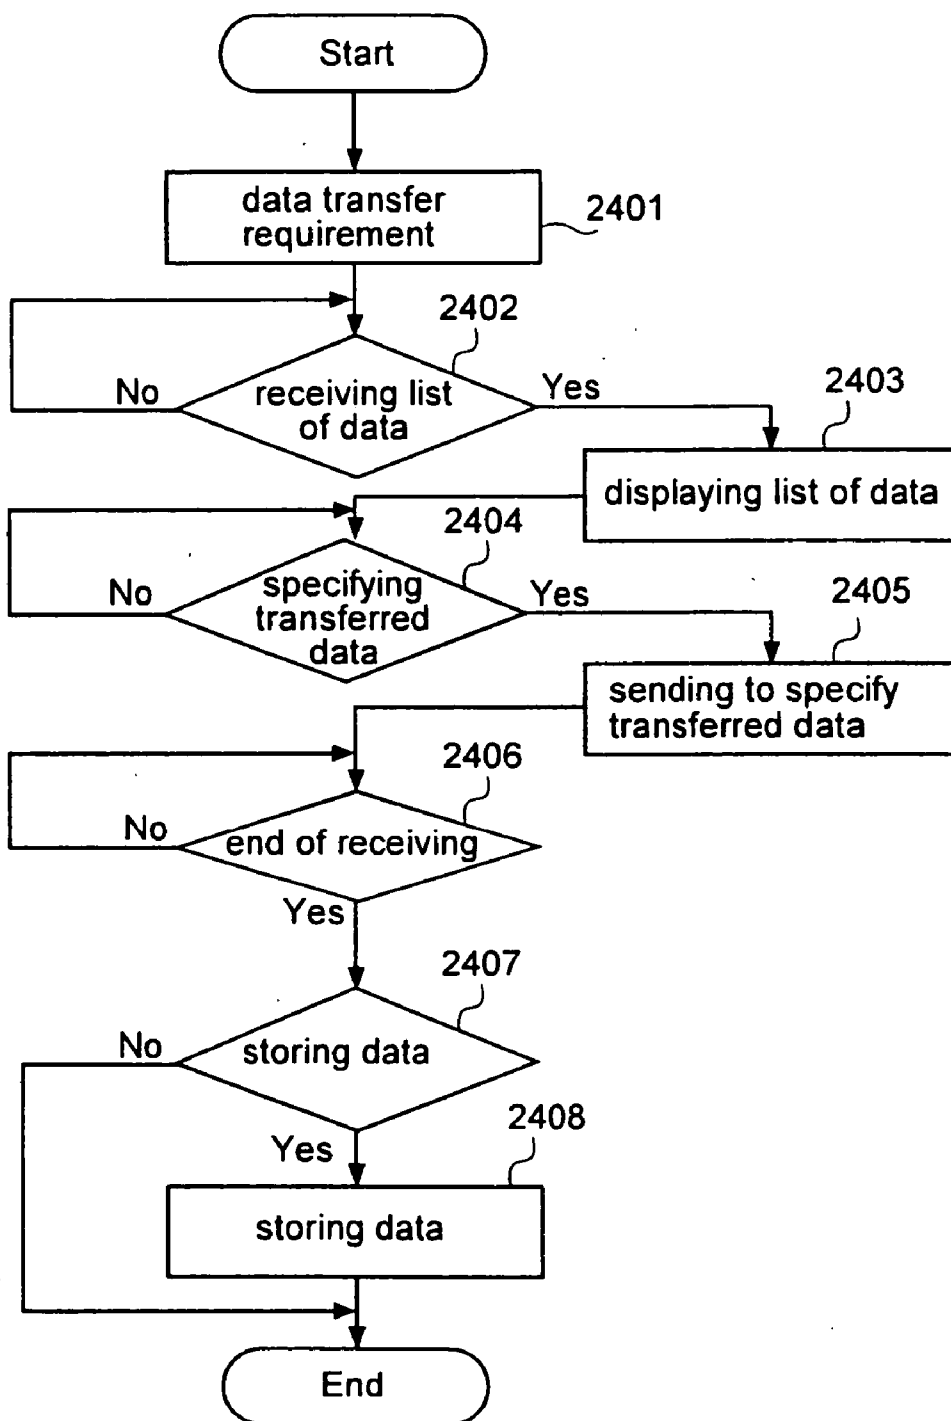 Start
data transfer
requirement
2401
2402
receiving list
of data
No
Yes
2403
displaying list of data
2404
specifying
transferred
data
No
Yes
2405
sending to specify
transferred data
2406
end of receiving
No
Yes
2407
storing data
No
Yes
2408
storing data
End